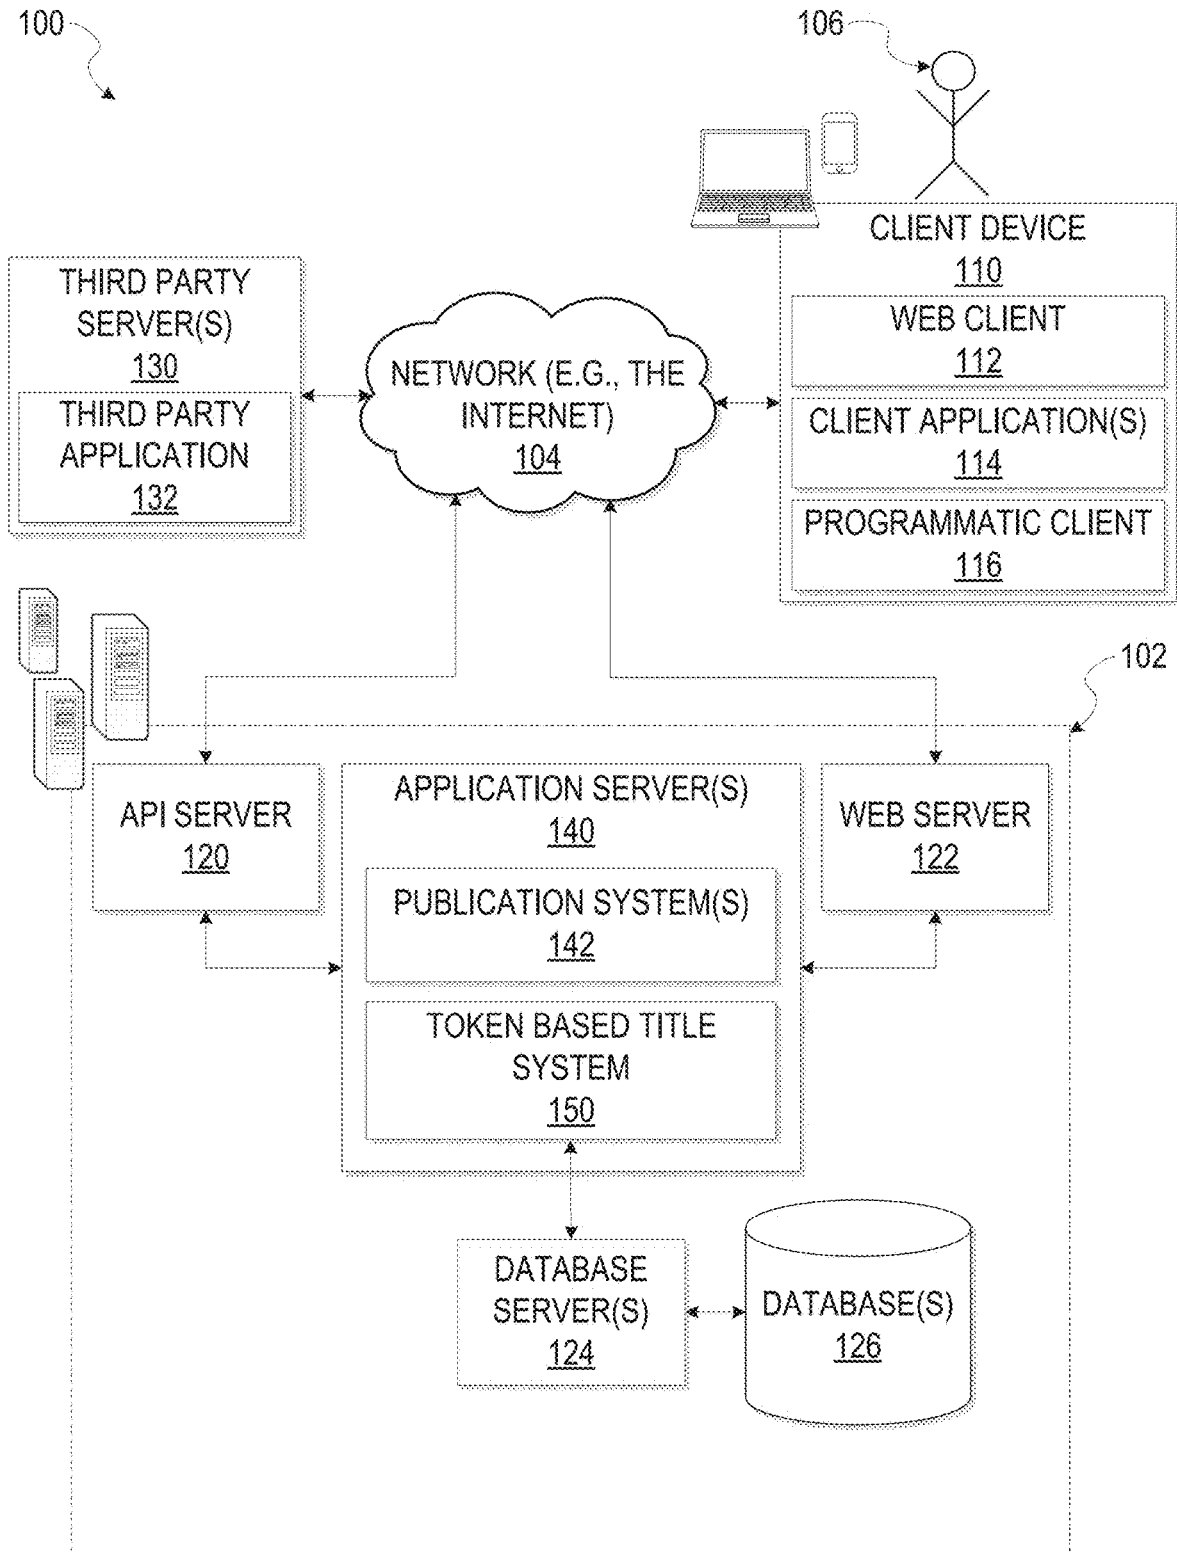 100
106
CLIENT DEVICE
110
WEB CLIENT
112
CLIENT APPLICATION(S)
114
PROGRAMMATIC CLIENT
116
THIRD PARTY
SERVER(S)
130
THIRD PARTY
APPLICATION
132
NETWORK (E.G., THE
INTERNET)
104
102
API SERVER
120
APPLICATION SERVER(S)
140
PUBLICATION SYSTEM(S)
142
TOKEN BASED TITLE
SYSTEM
150
WEB SERVER
122
DATABASE
SERVER(S)
124
DATABASE(S)
126